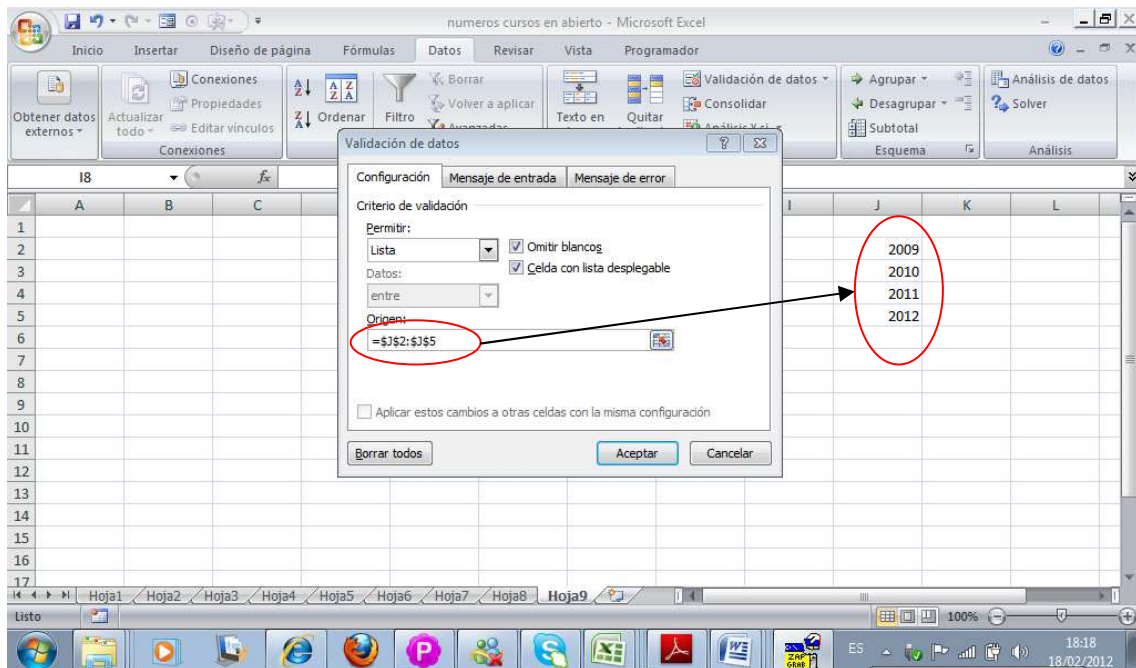 numeros cursos en abierto - Microsoft Excel
Inicio Insertar Diseño de página Fórmulas Datos Revisar Vista Programador
Obtener datos externos
Actualizar todo
Conexiones
Propiedades
Editar vínculos
Conexiones
Ordenar
Filtro
Borrar
Volver a aplicar
Avanzadas
Texto en
Quitar
Validación de datos
Consolidar
Análisis Y si
Agrupar
Desagrupar
Subtotal
Esquema
Análisis de datos
Solver
Análisis
I8
fx
A B C I J K L
1
2 2009
3 2010
4 2011
5 2012
6
7
8
9
10
11
12
13
14
15
16
17
Validación de datos
Configuración Mensaje de entrada Mensaje de error
Criterio de validación
Permitir:
Lista
Omitir blancos
Celda con lista desplegable
Datos:
entre
Origen:
=$J$2:$J$5
Aplicar estos cambios a otras celdas con la misma configuración
Borrar todos Aceptar Cancelar
Hoja1 Hoja2 Hoja3 Hoja4 Hoja5 Hoja6 Hoja7 Hoja8 Hoja9
Listo 100%
ES 18:18
18/02/2012